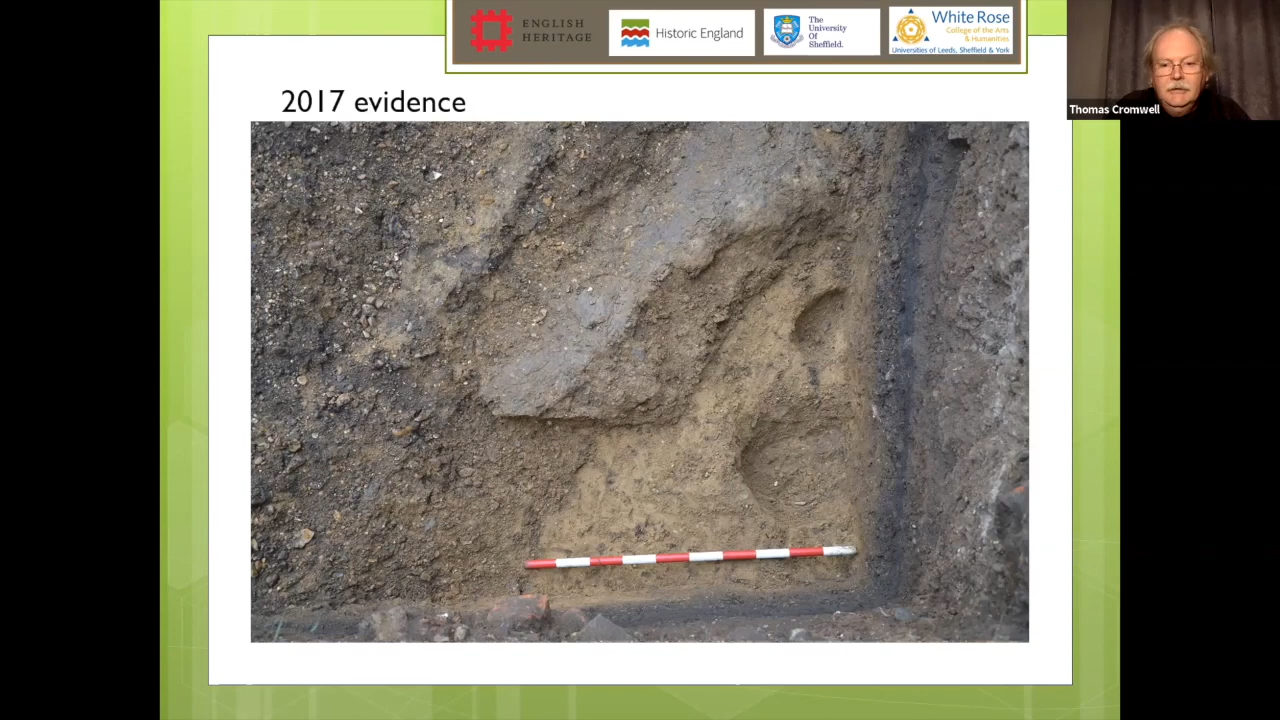 ENGLISH
HERITAGE
Historic England
The
University
Of
Sheffield.
White Rose
College of the Arts
& Humanities
Universities of Leeds, Sheffield & York
2017 evidence
Thomas Cromwell